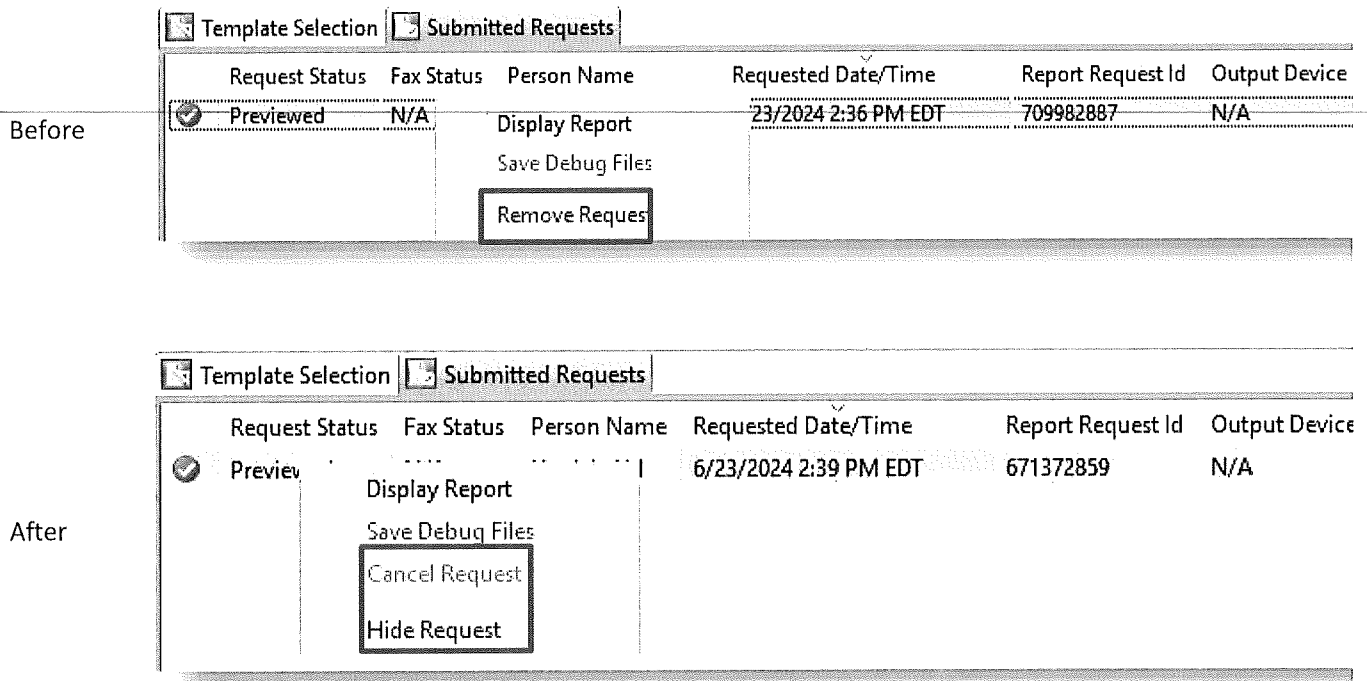 Template Selection Submitted Requests
Request Status Fax Status Person Name Requested Date/Time Report Request Id Output Device
Before
Previewed N/A 23/2024 2:36 PM EDT 709982887 N/A
Display Report
Save Debug Files
Remove Reques
Template Selection Submitted Requests
Request Status Fax Status Person Name Requested Date/Time Report Request Id Output Device
Preview 6/23/2024 2:39 PM EDT 671372859 N/A
Display Report
After
Save Debug Files
Cancel Request
Hide Request